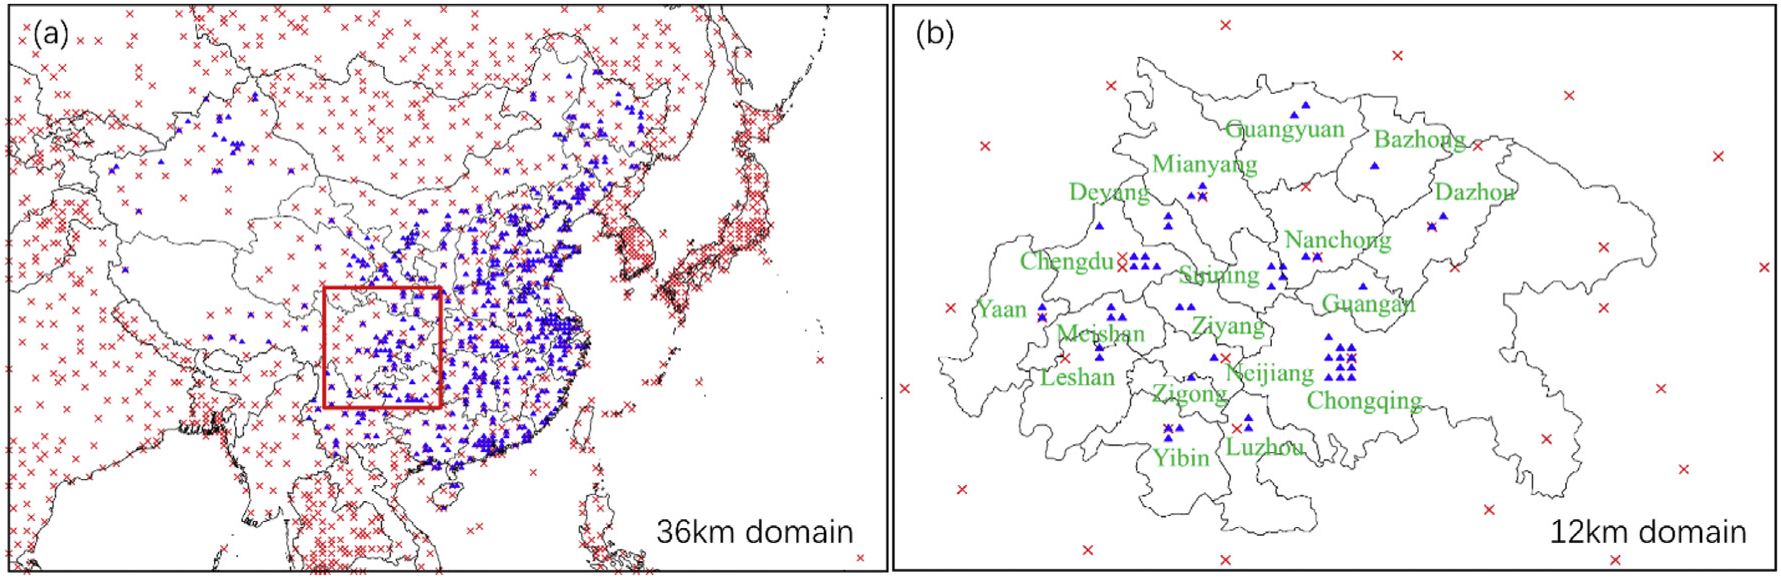 (a)
36km domain
(b)
Guangyuan
Bazhong
Mianyang
Deyang
Dazhou
Nanchong
Chengdu
Suining
Yaan
Guangan
Ziyang
Meishan
Leshan
Neijiang
Zigong
Chongqing
Luzhou
Yibin
12km domain